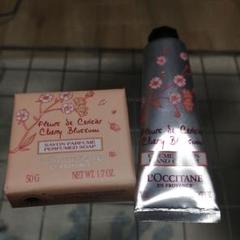 Fleurs de Cerisier
Cherry Blossom
SAVON PARFUMÉ
PERFUMED SOAP
50 G NET WT. 1.7 OZ.
Fleurs de Cerisier
Cherry Blossom
L'OCCITANE
EN PROVENCE